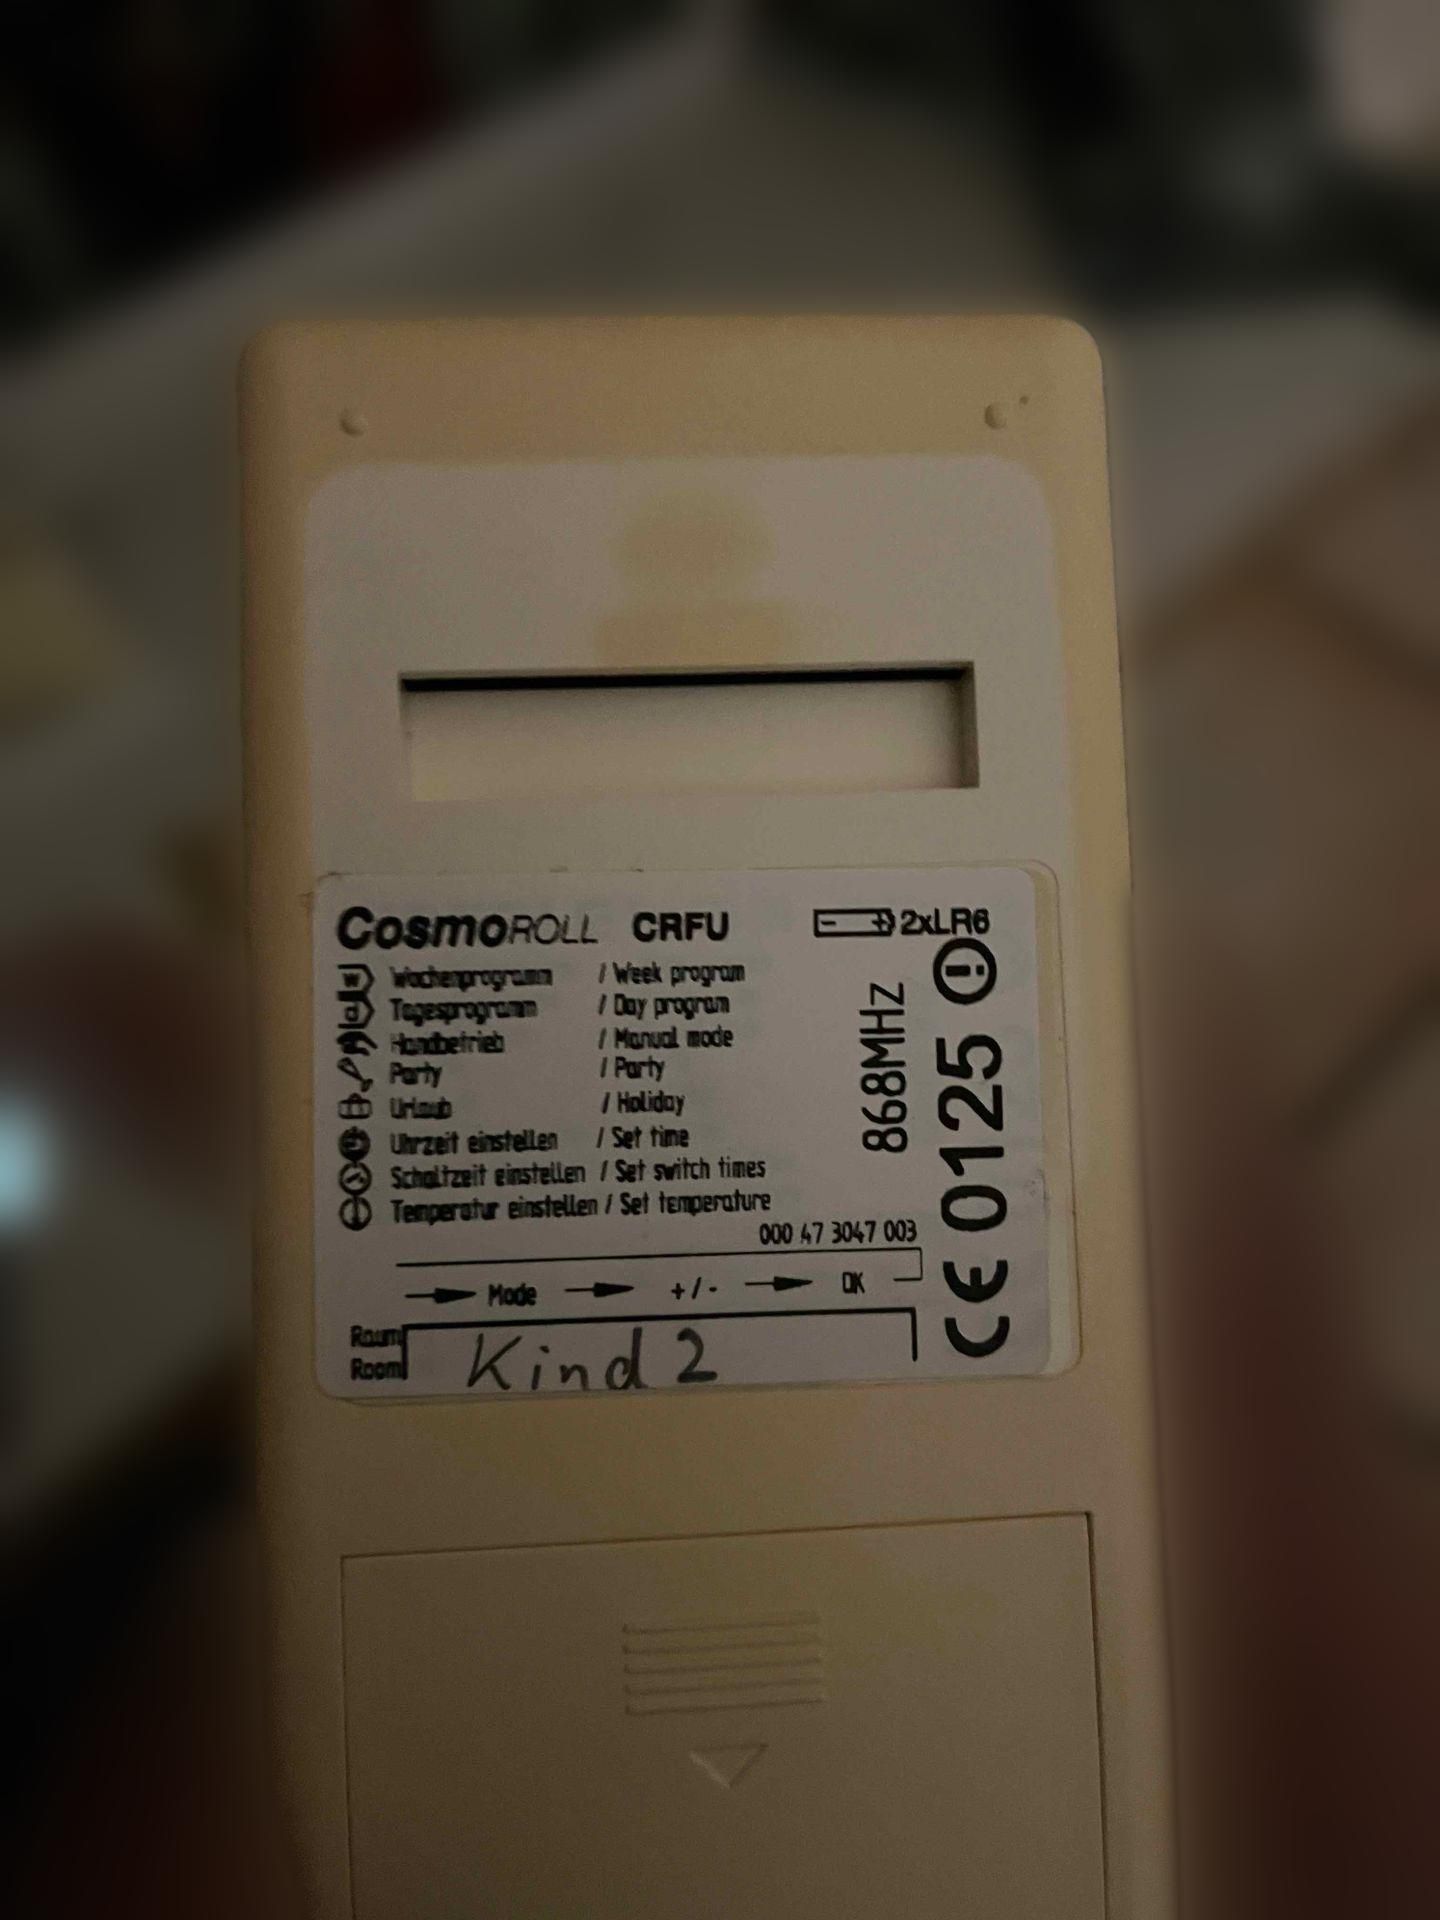 CosmoROLL CRFU - + 2xLR6
w Wochenprogramm / Week program
d Tagesprogramm / Day program
Handbetrieb / Manual mode
Party / Party
Urlaub / Holiday
Uhrzeit einstellen / Set time
Schaltzeit einstellen / Set switch times
Temperatur einstellen / Set temperature
000 47 3047 003
Mode + / - OK
Raum
Room
Kind 2
868MHz
CE 0125 !